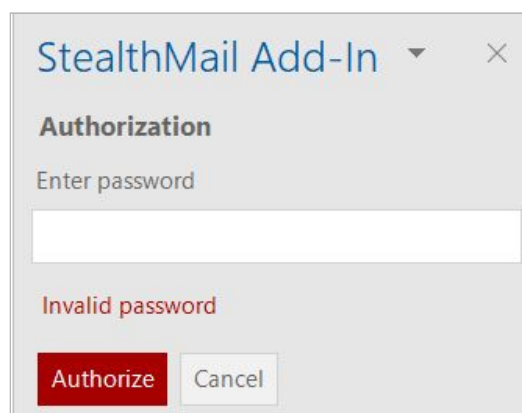 StealthMail Add-In
Authorization
Enter password
Invalid password
Authorize Cancel